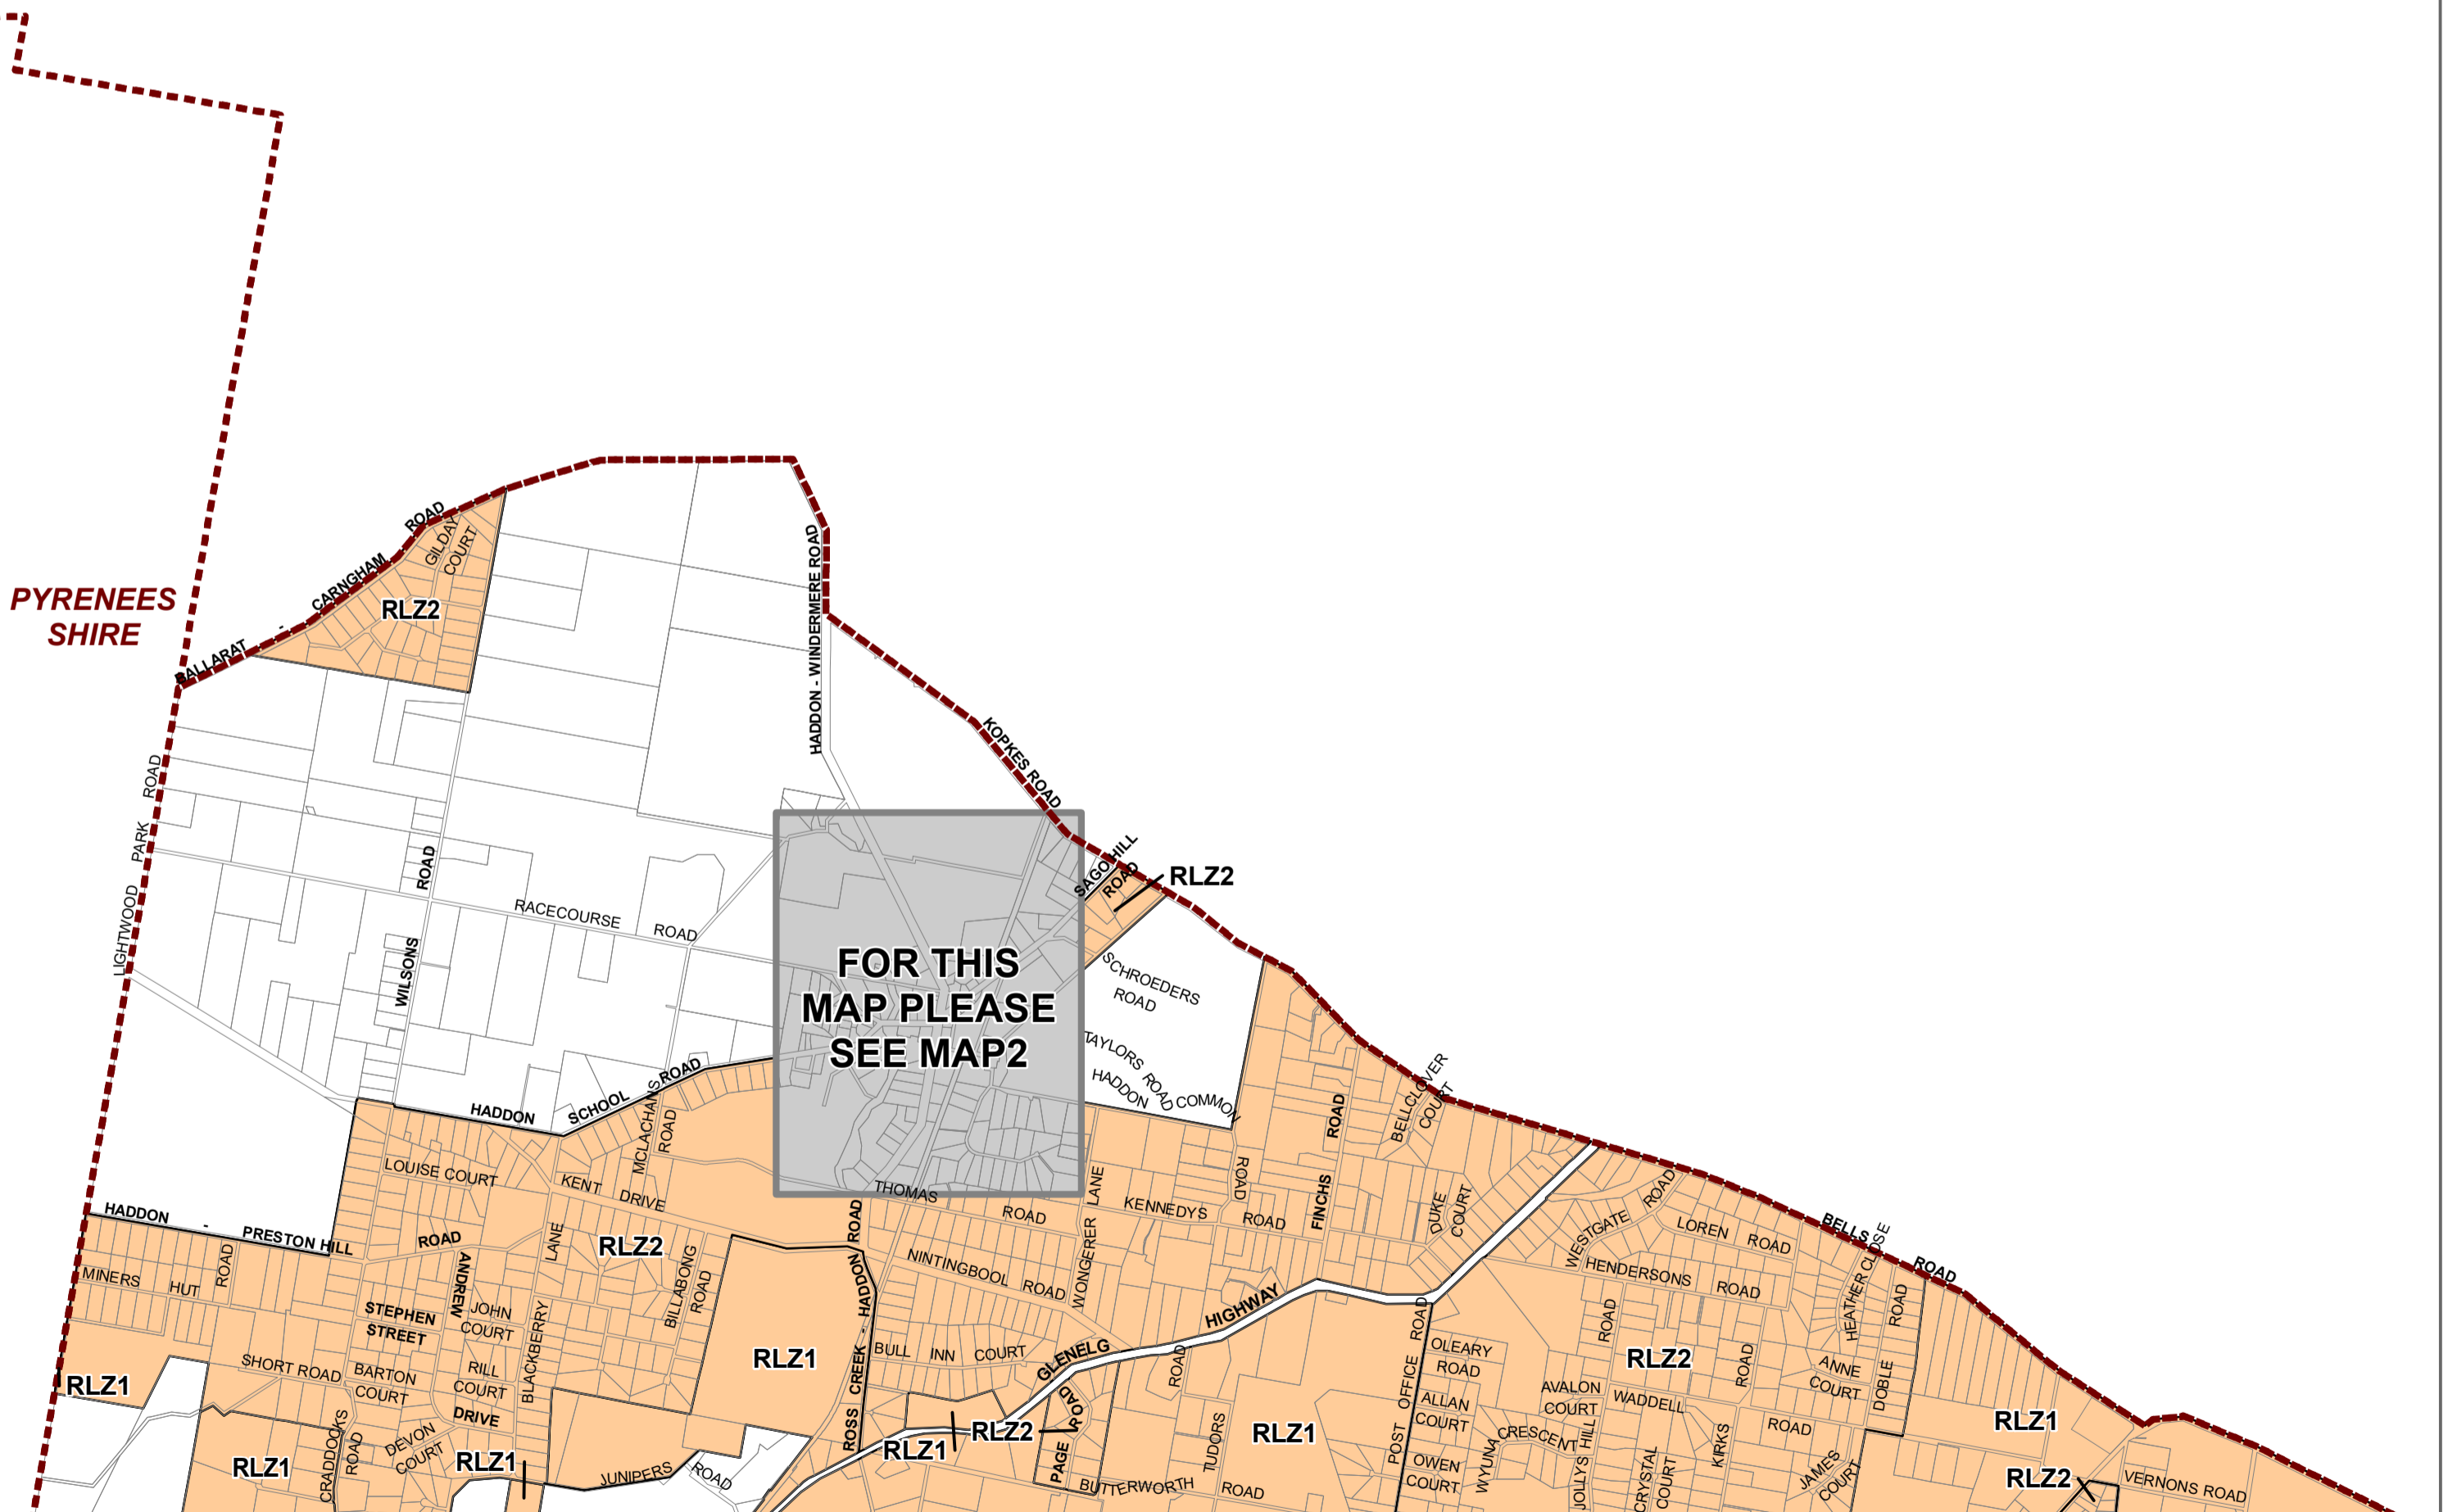 PYRENEES
SHIRE
BALLARAT - CARNGHAM ROAD
GILDAY
COURT
RLZ2
HADDON - WINDERMERE ROAD
KOPKES ROAD
SAGO HILL
ROAD
RLZ2
LIGHTWOOD PARK ROAD
WILSONS ROAD
RACECOURSE ROAD
FOR THIS
MAP PLEASE
SEE MAP2
SCHROEDERS
ROAD
TAYLORS ROAD
HADDON COMMON
HADDON SCHOOL ROAD
MCLACHANS
ROAD
LOUISE COURT
KENT DRIVE
THOMAS ROAD
WONGERER LANE
KENNEDYS ROAD
ROAD
FINCHS ROAD
BELLCLOVER
COURT
DUKE
COURT
HADDON - PRESTON HILL ROAD
MINERS HUT ROAD
ANDREW
LANE
RLZ2
BILLABONG
ROAD
ROSS CREEK - HADDON ROAD
NINTINGBOOL ROAD
WESTGATE ROAD
LOREN ROAD
BELLS ROAD
HENDERSONS ROAD
HEATHER CLOSE
STEPHEN
STREET
JOHN
COURT
BLACKBERRY
SHORT ROAD
BARTON
COURT
RILL
COURT
DRIVE
DEVON
COURT
CRADDOCKS
ROAD
RLZ1
RLZ1
RLZ1
RLZ1
JUNIPERS ROAD
BULL INN COURT
GLENELG HIGHWAY
RLZ1
RLZ2
PAGE
ROAD
BUTTERWORTH ROAD
TUDORS
ROAD
RLZ1
POST OFFICE ROAD
OLEARY
ROAD
ALLAN
COURT
OWEN
COURT
WYUNA
CRESCENT
AVALON
COURT
JOLLYS HILL
ROAD
RLZ2
WADDELL ROAD
CRYSTAL
COURT
KIRKS
ROAD
ANNE
COURT
JAMES
COURT
DOBLE
ROAD
RLZ1
RLZ2
VERNONS ROAD